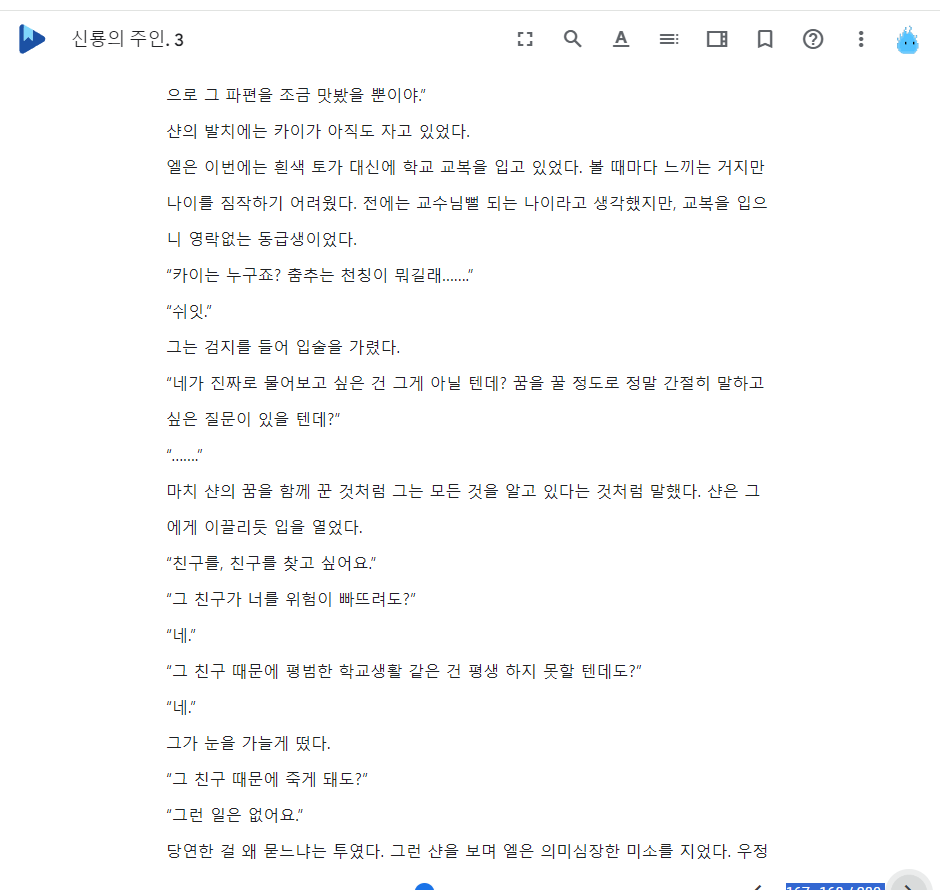 신룡의 주인. 3
으로 그 파편을 조금 맛봤을 뿐이야.”
샨의 발치에는 카이가 아직도 자고 있었다.
엘은 이번에는 흰색 토가 대신에 학교 교복을 입고 있었다. 볼 때마다 느끼는 거지만
나이를 짐작하기 어려웠다. 전에는 교수님뻘 되는 나이라고 생각했지만, 교복을 입으
니 영락없는 동급생이었다.
“카이는 누구죠? 춤추는 천칭이 뭐길래…….”
“쉬잇.”
그는 검지를 들어 입술을 가렸다.
“네가 진짜로 물어보고 싶은 건 그게 아닐 텐데? 꿈을 꿀 정도로 정말 간절히 말하고
싶은 질문이 있을 텐데?”
“…….”
마치 샨의 꿈을 함께 꾼 것처럼 그는 모든 것을 알고 있다는 것처럼 말했다. 샨은 그
에게 이끌리듯 입을 열었다.
“친구를, 친구를 찾고 싶어요.”
“그 친구가 너를 위험이 빠뜨려도?”
“네.”
“그 친구 때문에 평범한 학교생활 같은 건 평생 하지 못할 텐데도?”
“네.”
그가 눈을 가늘게 떴다.
“그 친구 때문에 죽게 돼도?”
“그런 일은 없어요.”
당연한 걸 왜 묻느냐는 투였다. 그런 샨을 보며 엘은 의미심장한 미소를 지었다. 우정